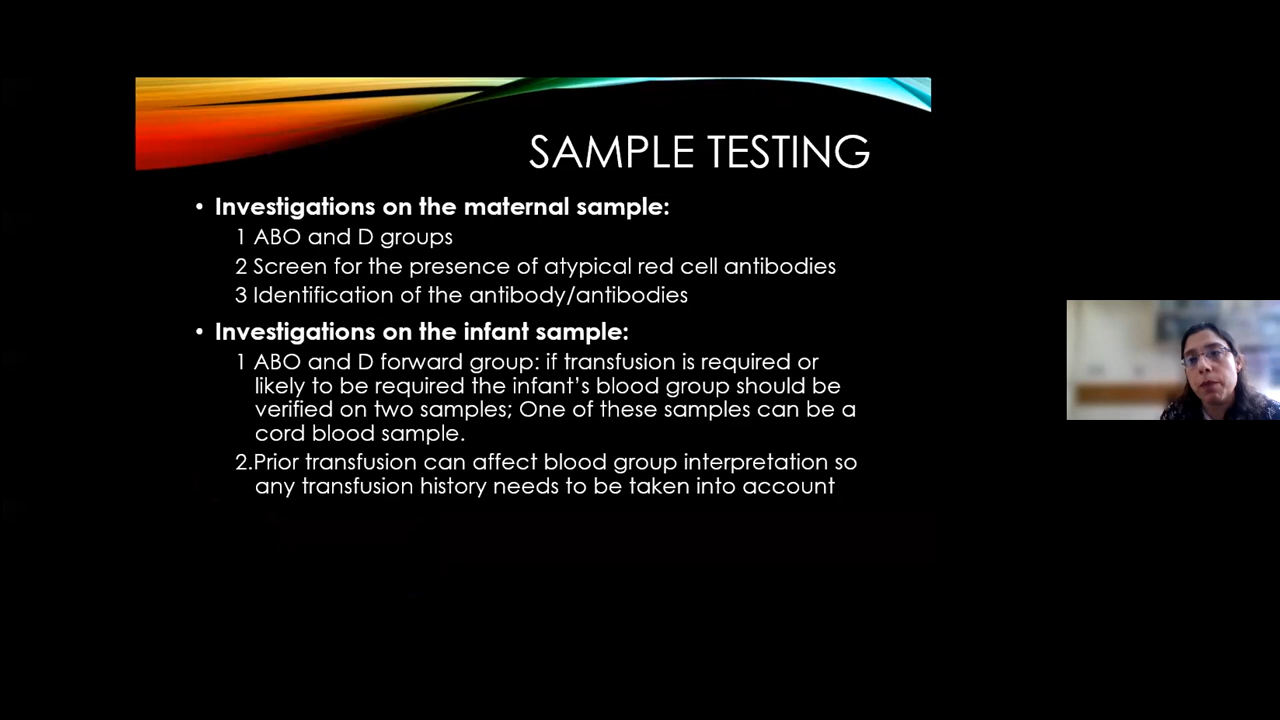 SAMPLE TESTING
• Investigations on the maternal sample:
1 ABO and D groups
2 Screen for the presence of atypical red cell antibodies
3 Identification of the antibody/antibodies
• Investigations on the infant sample:
1 ABO and D forward group: if transfusion is required or
likely to be required the infant’s blood group should be
verified on two samples; One of these samples can be a
cord blood sample.
2.Prior transfusion can affect blood group interpretation so
any transfusion history needs to be taken into account